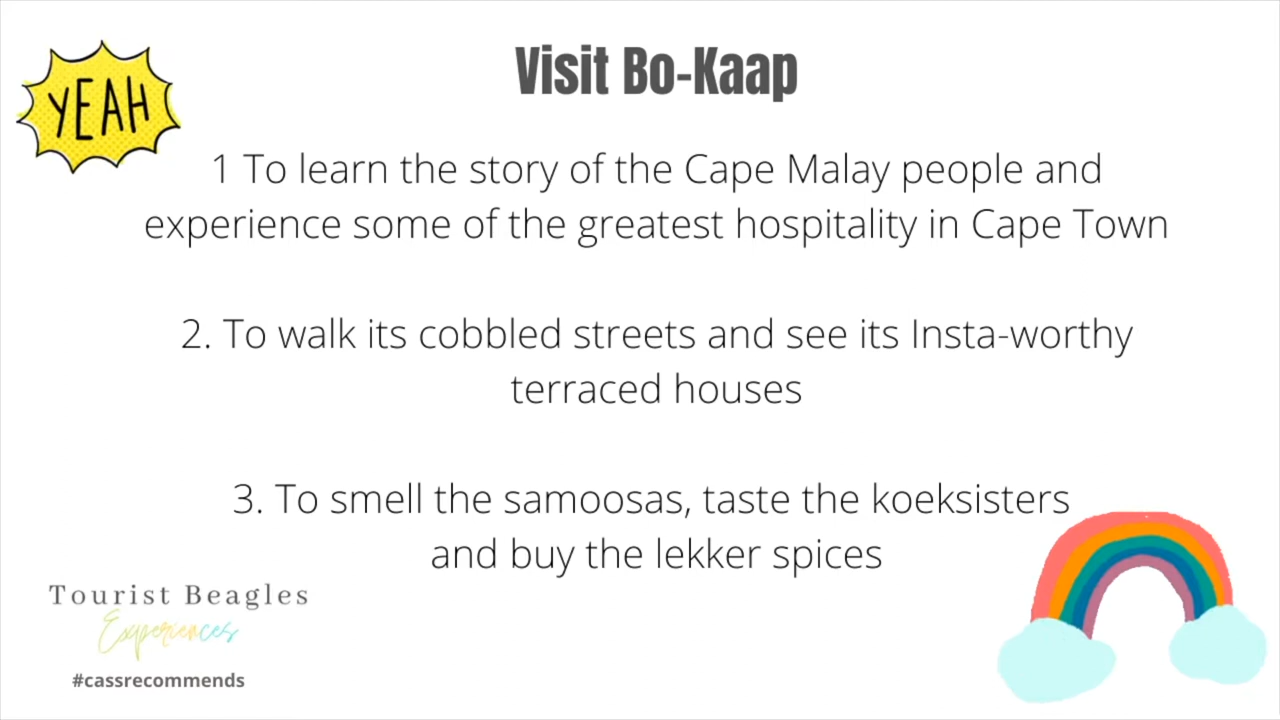 YEAH
Visit Bo-Kaap
1 To learn the story of the Cape Malay people and
experience some of the greatest hospitality in Cape Town
2. To walk its cobbled streets and see its Insta-worthy
terraced houses
3. To smell the samoosas, taste the koeksisters
and buy the lekker spices
Tourist Beagles
Experiences
#cassrecommends